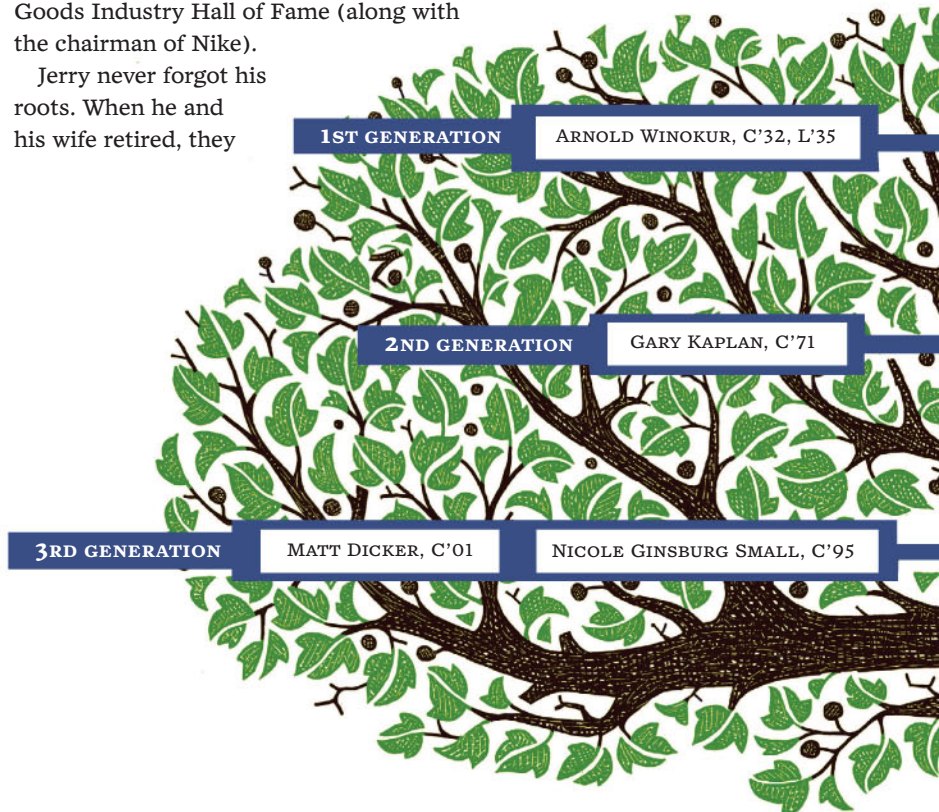 Goods Industry Hall of Fame (along with
the chairman of Nike).
Jerry never forgot his
roots. When he and
his wife retired, they
1ST GENERATION ARNOLD WINOKUR, C’32, L’35
2ND GENERATION GARY KAPLAN, C’71
3RD GENERATION MATT DICKER, C’01 NICOLE GINSBURG SMALL, C’95